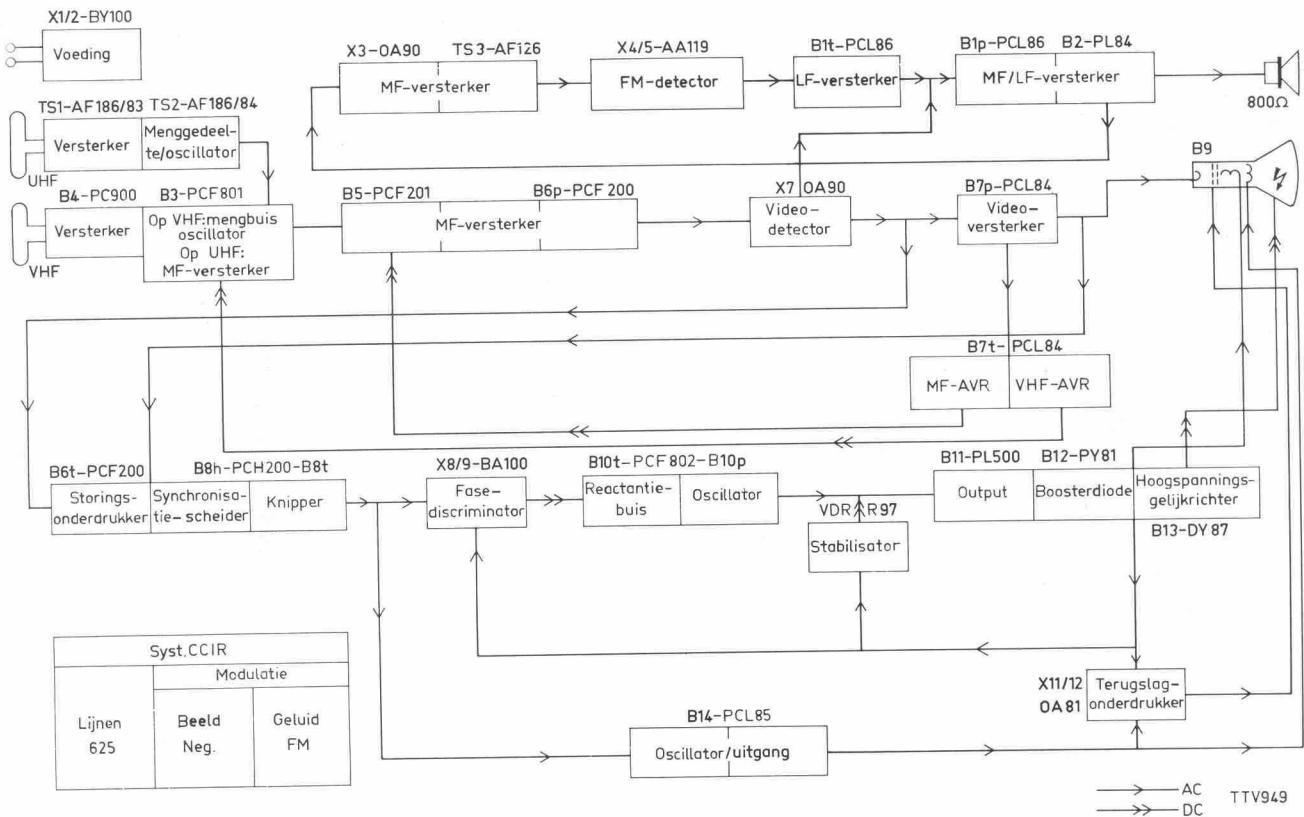 X1/2-BY100
Voeding
X3-OA90
TS3-AF126
MF-versterker
X4/5-AA119
FM-detector
B1t-PCL86
LF-versterker
B1p-PCL86
B2-PL84
MF/LF-versterker
800Ω
TS1-AF186/83
TS2-AF186/84
Versterker
Menggedeel-
te/oscillator
UHF
B4-PC900
B3-PCF801
Versterker
Op VHF:mengbuis
oscillator
Op UHF:
MF-versterker
VHF
B5-PCF201
B6p-PCF200
MF-versterker
X7 OA90
Video-
detector
B7p-PCL84
Video-
versterker
B9
B7t-PCL84
MF-AVR
VHF-AVR
B6t-PCF200
B8h-PCH200-B8t
Storings-
onderdrukker
Synchronisa-
tie-scheider
Knipper
X8/9-BA100
Fase-
discriminator
B10t-PCF802-B10p
Reactantie-
buis
Oscillator
VDR R97
Stabilisator
B11-PL500
B12-PY81
Output
Boosterdiode
Hoogspannings-
gelijkrichter
B13-DY87
X11/12
OA81
Terugslag-
onderdrukker
B14-PCL85
Oscillator/uitgang
Syst.CCIR
Modulatie
Lijnen
625
Beeld
Neg.
Geluid
FM
AC
DC
TTV949